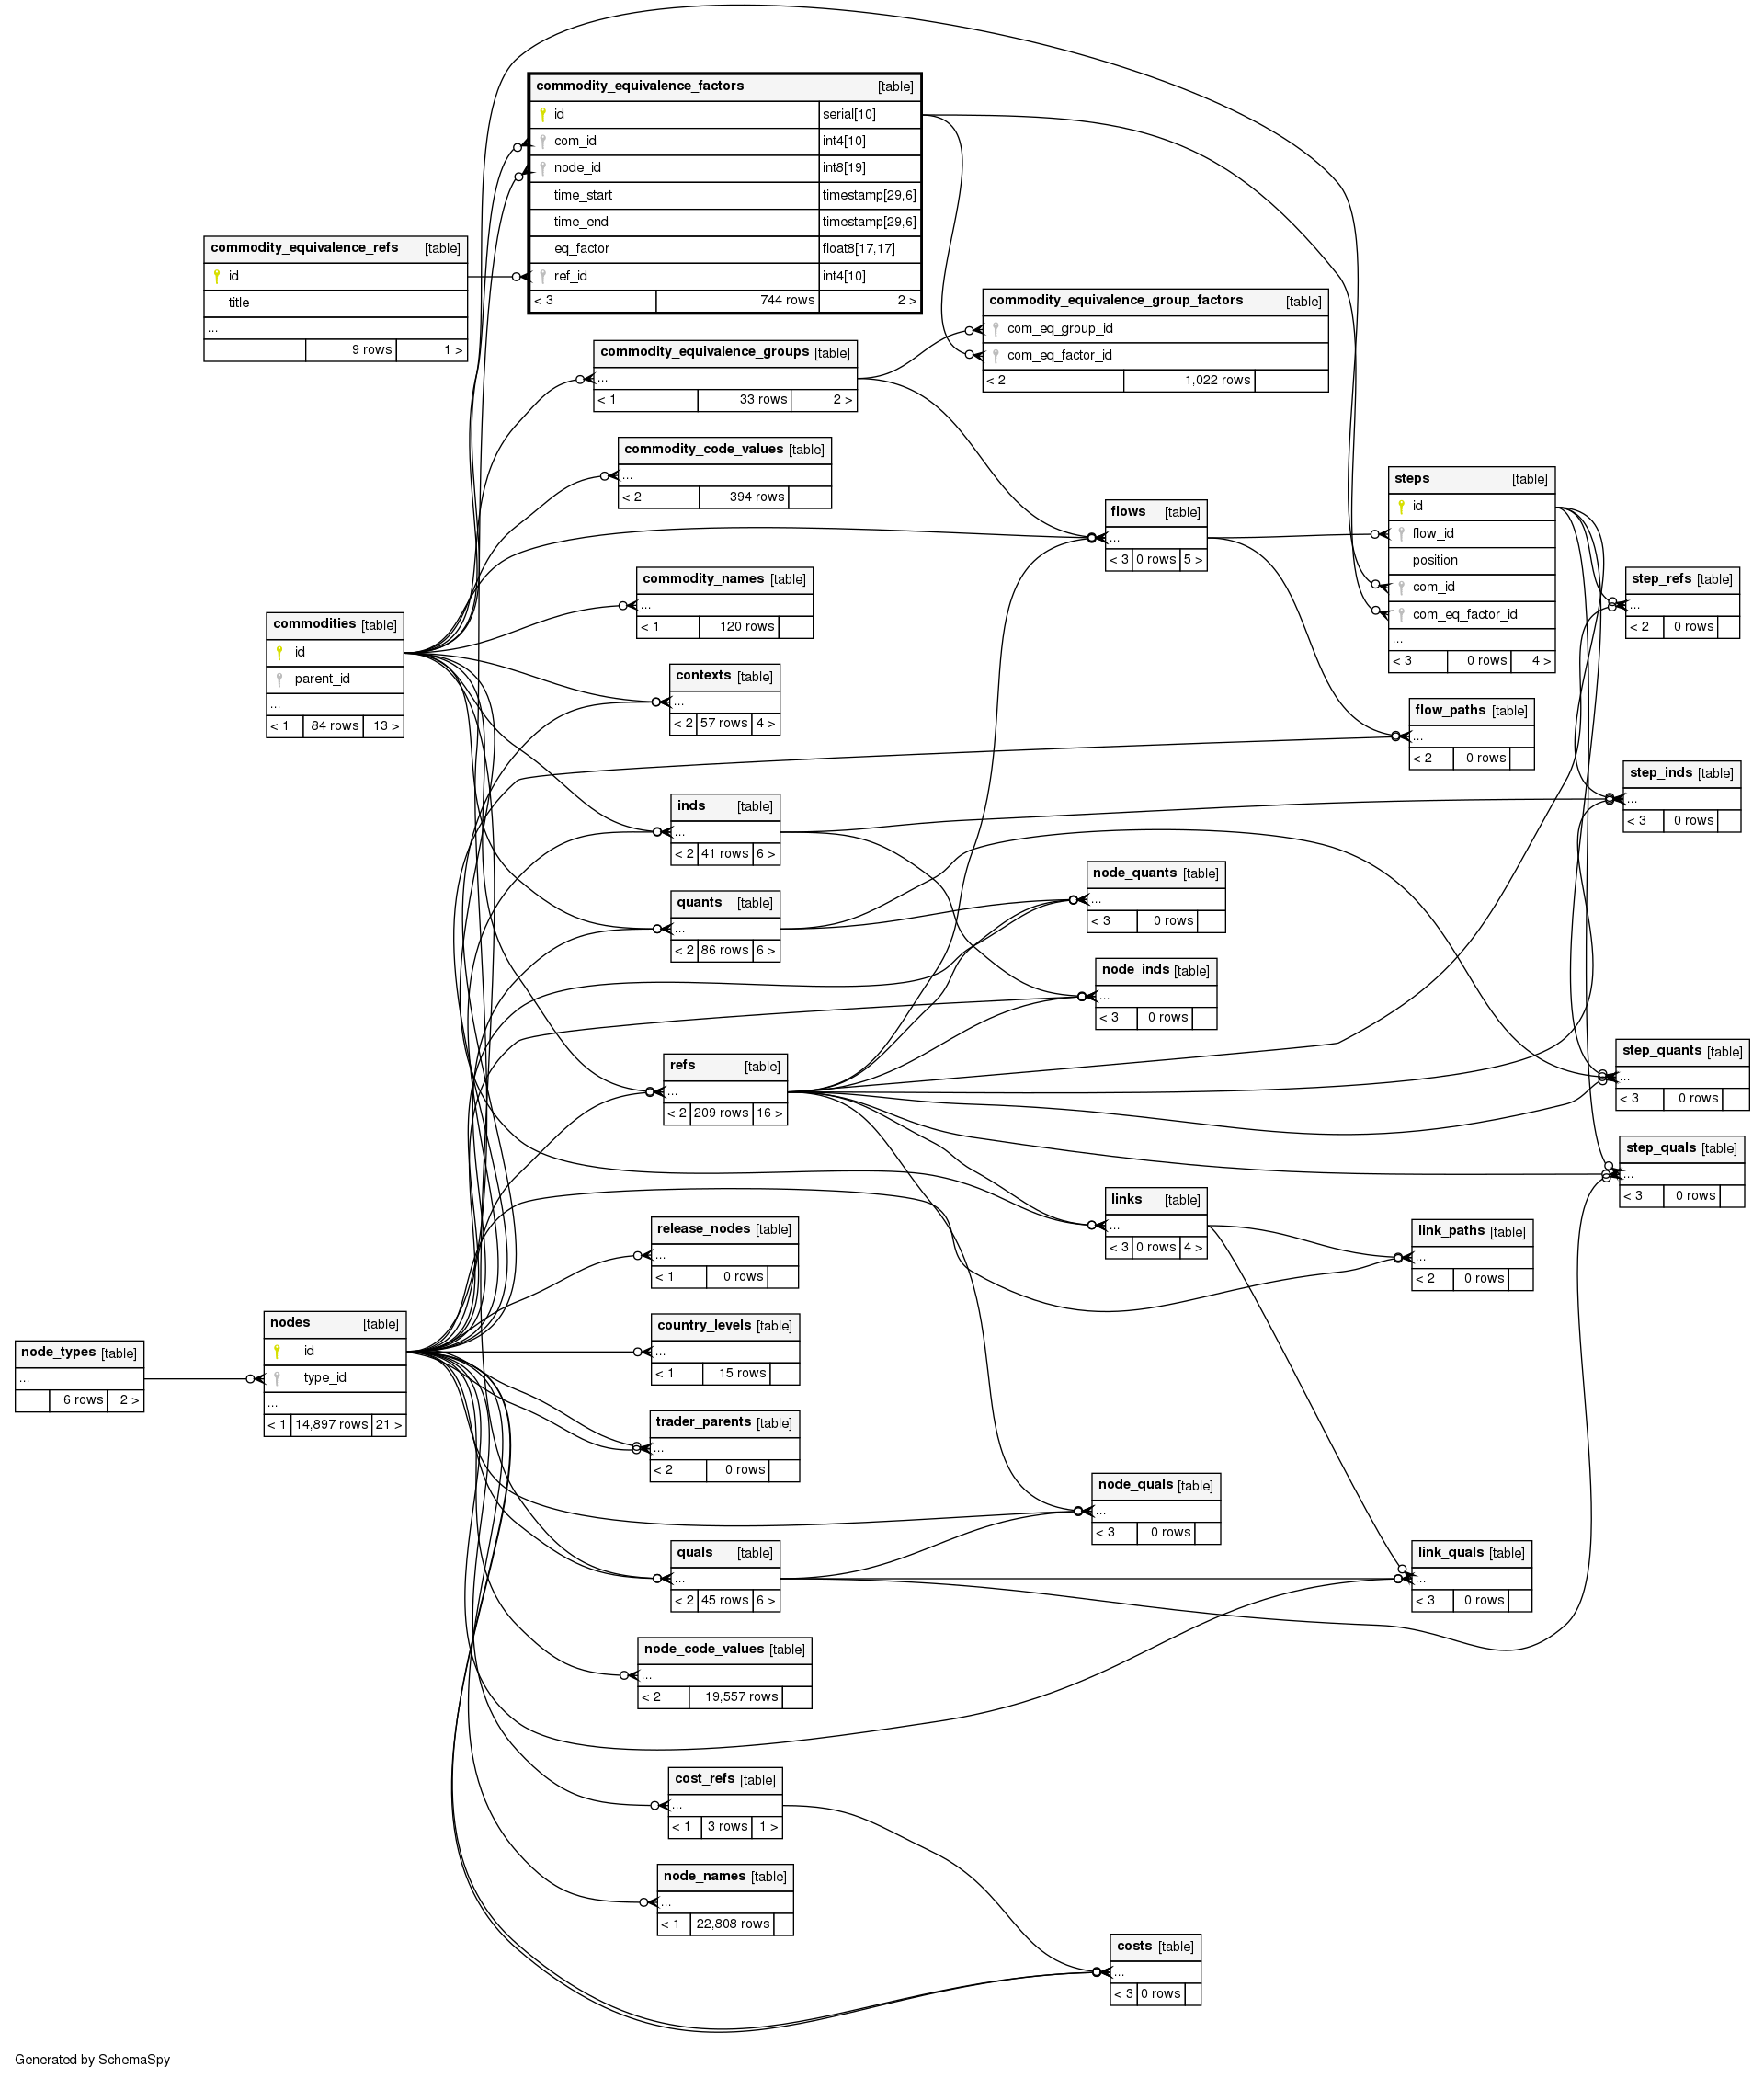 commodity_equivalence_factors [table]
id serial[10]
com_id int4[10]
node_id int8[19]
time_start timestamp[29,6]
time_end timestamp[29,6]
eq_factor float8[17,17]
ref_id int4[10]
< 3 744 rows 2 >
commodity_equivalence_refs [table]
id
title
...
9 rows 1 >
commodity_equivalence_group_factors [table]
com_eq_group_id
com_eq_factor_id
< 2 1,022 rows
commodity_equivalence_groups [table]
...
< 1 33 rows 2 >
commodity_code_values [table]
...
< 2 394 rows
flows [table]
...
< 3 0 rows 5 >
steps [table]
id
flow_id
position
com_id
com_eq_factor_id
...
< 3 0 rows 4 >
step_refs [table]
...
< 2 0 rows
commodity_names [table]
...
< 1 120 rows
commodities [table]
id
parent_id
...
< 1 84 rows 13 >
contexts [table]
...
< 2 57 rows 4 >
flow_paths [table]
...
< 2 0 rows
step_inds [table]
...
< 3 0 rows
inds [table]
...
< 2 41 rows 6 >
node_quants [table]
...
< 3 0 rows
quants [table]
...
< 2 86 rows 6 >
node_inds [table]
...
< 3 0 rows
step_quants [table]
...
< 3 0 rows
refs [table]
...
< 2 209 rows 16 >
step_quals [table]
...
< 3 0 rows
links [table]
...
< 3 0 rows 4 >
link_paths [table]
...
< 2 0 rows
release_nodes [table]
...
< 1 0 rows
nodes [table]
id
type_id
...
< 1 14,897 rows 21 >
node_types [table]
...
6 rows 2 >
country_levels [table]
...
< 1 15 rows
trader_parents [table]
...
< 2 0 rows
node_quals [table]
...
< 3 0 rows
quals [table]
...
< 2 45 rows 6 >
link_quals [table]
...
< 3 0 rows
node_code_values [table]
...
< 2 19,557 rows
cost_refs [table]
...
< 1 3 rows 1 >
node_names [table]
...
< 1 22,808 rows
costs [table]
...
< 3 0 rows
Generated by SchemaSpy